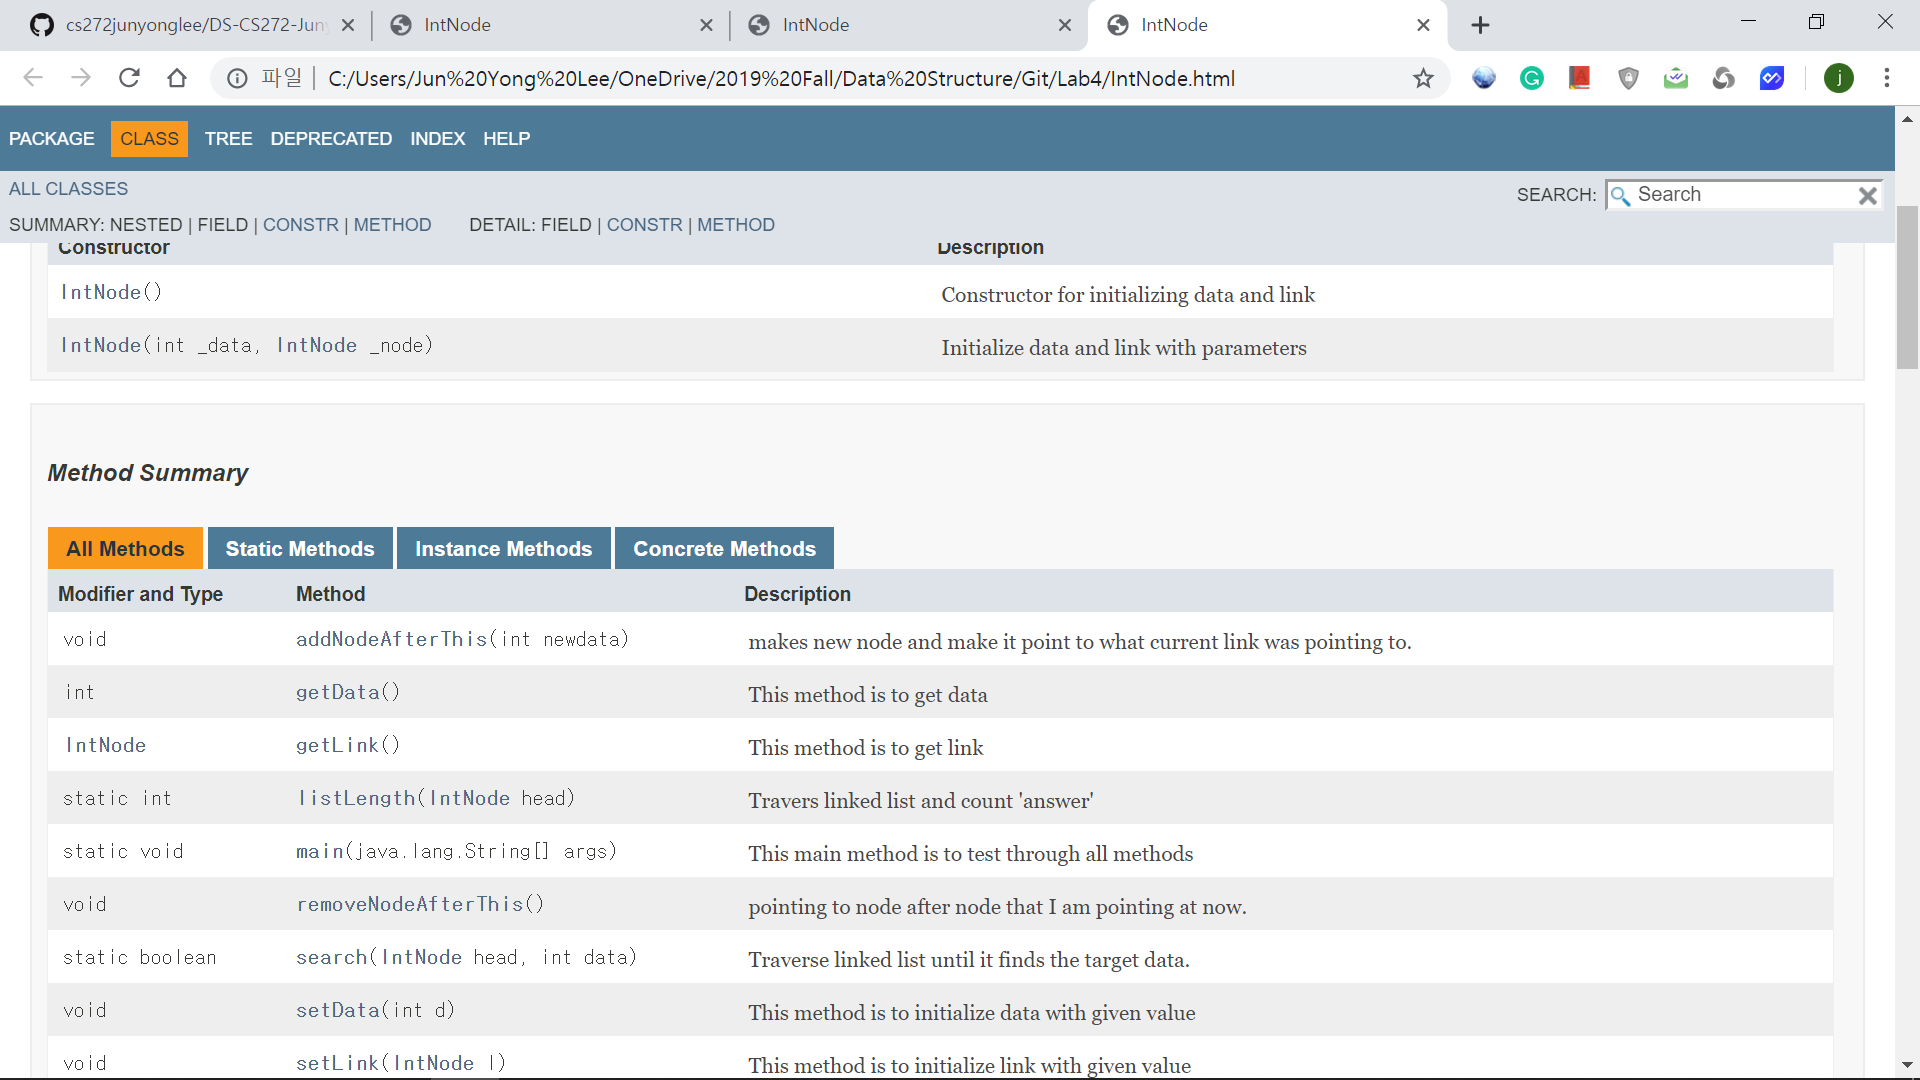 cs272junyonglee/DS-CS272-Jun
IntNode
IntNode
IntNode
파일
C:/Users/Jun%20Yong%20Lee/OneDrive/2019%20Fall/Data%20Structure/Git/Lab4/IntNode.html
j
PACKAGE CLASS TREE DEPRECATED INDEX HELP
ALL CLASSES
SEARCH: Search
SUMMARY: NESTED | FIELD | CONSTR | METHOD DETAIL: FIELD | CONSTR | METHOD
Constructor Description
IntNode() Constructor for initializing data and link
IntNode(int _data, IntNode _node) Initialize data and link with parameters
Method Summary
All Methods Static Methods Instance Methods Concrete Methods
Modifier and Type Method Description
void addNodeAfterThis(int newdata) makes new node and make it point to what current link was pointing to.
int getData() This method is to get data
IntNode getLink() This method is to get link
static int listLength(IntNode head) Travers linked list and count 'answer'
static void main(java.lang.String[] args) This main method is to test through all methods
void removeNodeAfterThis() pointing to node after node that I am pointing at now.
static boolean search(IntNode head, int data) Traverse linked list until it finds the target data.
void setData(int d) This method is to initialize data with given value
void setLink(IntNode l) This method is to initialize link with given value